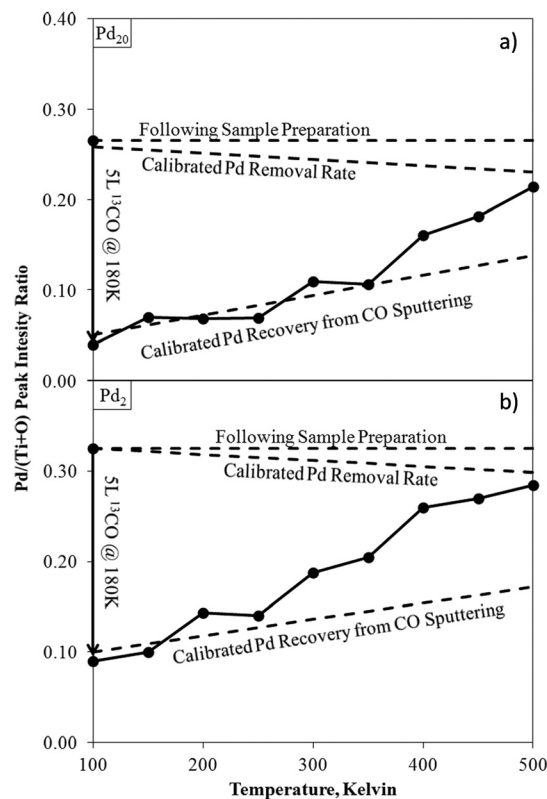 0.40
Pd20
a)
0.30
Following Sample Preparation
Calibrated Pd Removal Rate
0.20
5L 13CO @ 180K
0.10
Calibrated Pd Recovery from CO Sputtering
0.00
Pd/(Ti+O) Peak Intesity Ratio
Pd2
b)
Following Sample Preparation
0.30
Calibrated Pd Removal Rate
5L 13CO @ 180K
0.20
0.10
Calibrated Pd Recovery from CO Sputtering
0.00
100 200 300 400 500
Temperature, Kelvin